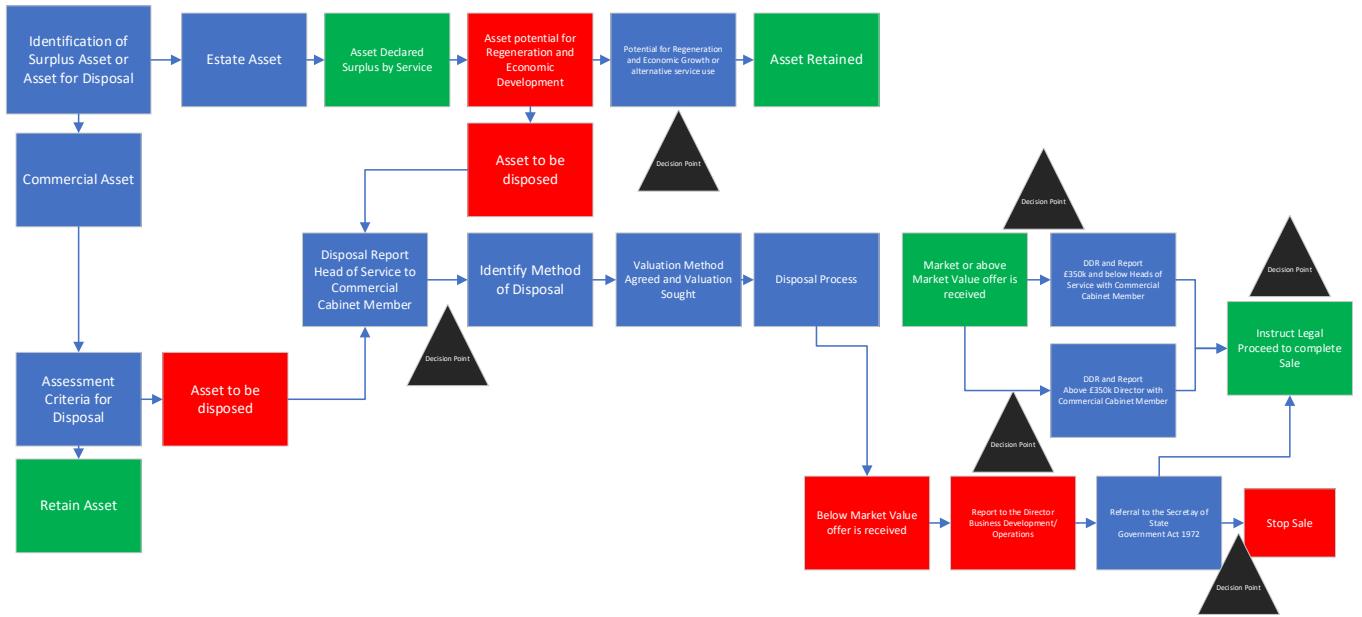 Identification of
Surplus Asset or
Asset for Disposal
Estate Asset
Asset Declared
Surplus by Service
Asset potential for
Regeneration and
Economic
Development
Potential for Regeneration
and Economic Growth or
alternative service use
Asset Retained
Decision Point
Commercial Asset
Asset to be
disposed
Decision Point
Disposal Report
Head of Service to
Commercial
Cabinet Member
Identify Method
of Disposal
Valuation Method
Agreed and Valuation
Sought
Disposal Process
Market or above
Market Value offer is
received
DDR and Report
£350k and below Heads of
Service with Commercial
Cabinet Member
Decision Point
Decision Point
Instruct Legal
Proceed to complete
Sale
Assessment
Criteria for
Disposal
Asset to be
disposed
DDR and Report
Above £350k Director with
Commercial Cabinet Member
Decision Point
Retain Asset
Below Market Value
offer is received
Report to the Director
Business Development/
Operations
Referral to the Secretay of
State
Government Act 1972
Stop Sale
Decision Point